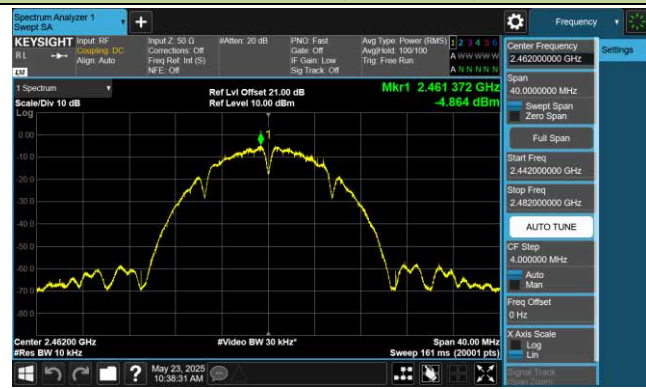 Spectrum Analyzer 1
Swept SA
Frequency
KEYSIGHT
Input: RF
Input Z: 50 Ω
#Atten: 20 dB
PNO: Fast
Avg Type: Power (RMS)
1 2 3 4 5 6
R L
Coupling: DC
Corrections: Off
Gate: Off
Avg|Hold: 100/100
A W W W W W
Align: Auto
Freq Ref: Int (S)
IF Gain: Low
Trig: Free Run
NFE: Off
Sig Track: Off
A N N N N N
LXI
t Spectrum
Scale/Div 10 dB
Ref Lvl Offset 21.00 dB
Ref Level 10.00 dBm
Mkr1 2.461 372 GHz
-4.864 dBm
Log
1
0.00
-10.0
-20.0
-30.0
-40.0
-50.0
-60.0
-70.0
-80.0
Center 2.46200 GHz
#Res BW 10 kHz
#Video BW 30 kHz*
Span 40.00 MHz
Sweep 161 ms (20001 pts)
May 23, 2025
10:38:31 AM
Center Frequency
2.462000000 GHz
Settings
Span
40.0000000 MHz
Swept Span
Zero Span
Full Span
Start Freq
2.442000000 GHz
Stop Freq
2.482000000 GHz
AUTO TUNE
CF Step
4.000000 MHz
Auto
Man
Freq Offset
0 Hz
X Axis Scale
Log
Lin
Signal Track
(Span Zoom)